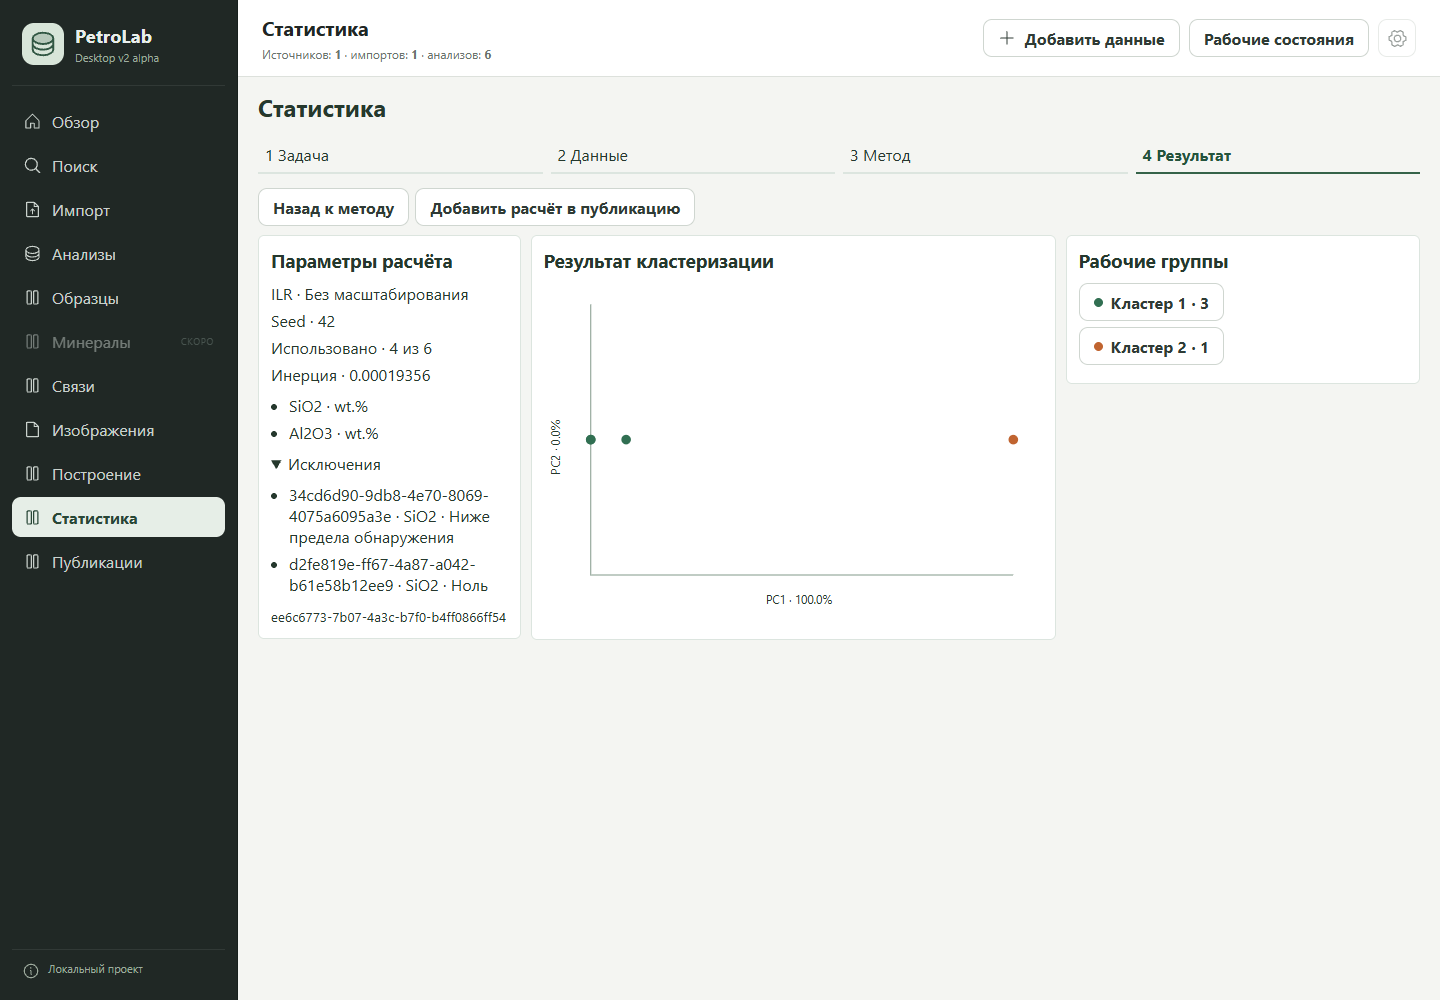 PetroLab
Desktop v2 alpha
Обзор
Поиск
Импорт
Анализы
Образцы
Минералы
СКОРО
Связи
Изображения
Построение
Статистика
Публикации
Локальный проект
Статистика
Источников: 1 · импортов: 1 · анализов: 6
Добавить данные
Рабочие состояния
Статистика
1 Задача
2 Данные
3 Метод
4 Результат
Назад к методу
Добавить расчёт в публикацию
Параметры расчёта
ILR · Без масштабирования
Seed · 42
Использовано · 4 из 6
Инерция · 0.00019356
SiO2 · wt.%
Al2O3 · wt.%
Исключения
34cd6d90-9db8-4e70-8069-
4075a6095a3e · SiO2 · Ниже
предела обнаружения
d2fe819e-ff67-4a87-a042-
b61e58b12ee9 · SiO2 · Ноль
ee6c6773-7b07-4a3c-b7f0-b4ff0866ff54
Результат кластеризации
PC2 · 0.0%
PC1 · 100.0%
Рабочие группы
Кластер 1 · 3
Кластер 2 · 1